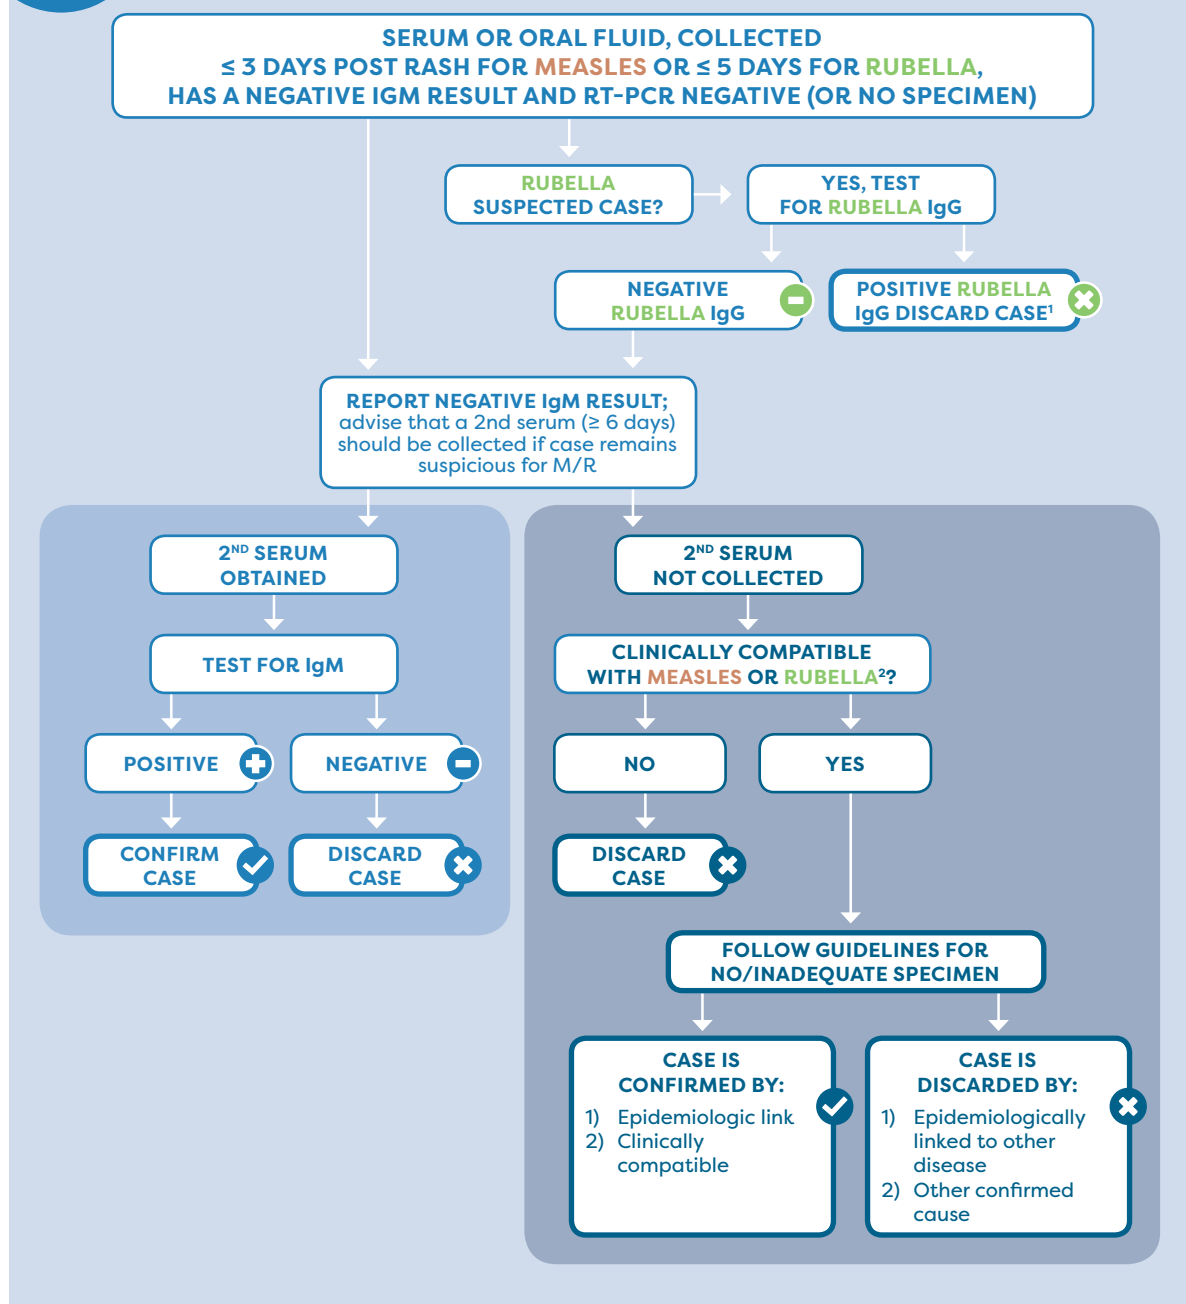 SERUM OR ORAL FLUID, COLLECTED
≤ 3 DAYS POST RASH FOR MEASLES OR ≤ 5 DAYS FOR RUBELLA,
HAS A NEGATIVE IGM RESULT AND RT-PCR NEGATIVE (OR NO SPECIMEN)
RUBELLA
SUSPECTED CASE?
YES, TEST
FOR RUBELLA IgG
NEGATIVE
RUBELLA IgG
POSITIVE RUBELLA
IgG DISCARD CASE¹
REPORT NEGATIVE IgM RESULT;
advise that a 2nd serum (≥ 6 days)
should be collected if case remains
suspicious for M/R
2ND SERUM
OBTAINED
TEST FOR IgM
POSITIVE
NEGATIVE
CONFIRM
CASE
DISCARD
CASE
2ND SERUM
NOT COLLECTED
CLINICALLY COMPATIBLE
WITH MEASLES OR RUBELLA²?
NO
YES
DISCARD
CASE
FOLLOW GUIDELINES FOR
NO/INADEQUATE SPECIMEN
CASE IS
CONFIRMED BY:
1) Epidemiologic link
2) Clinically
compatible
CASE IS
DISCARDED BY:
1) Epidemiologically
linked to other
disease
2) Other confirmed
cause